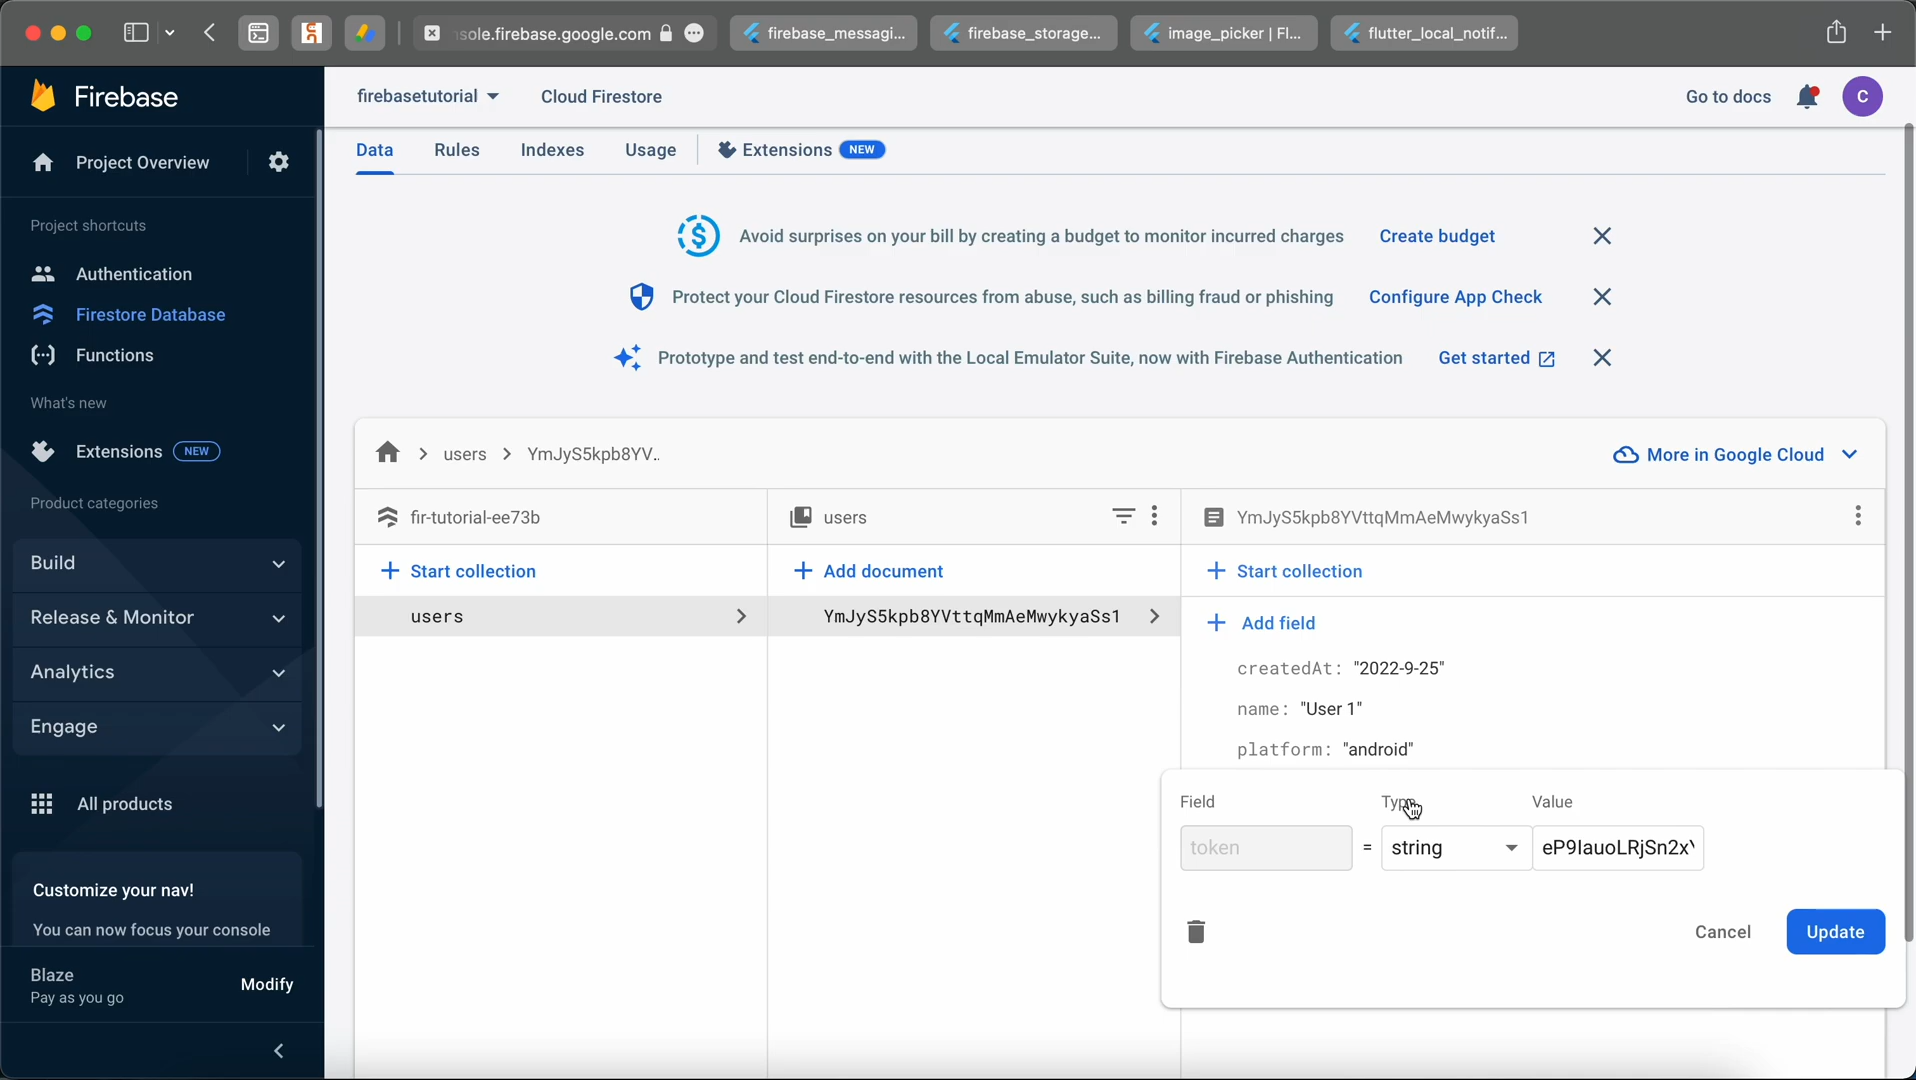 sole.firebase.google.com
firebase_messagi...
firebase_storage...
image_picker | Fl...
flutter_local_notif...
Firebase
firebasetutorial
Cloud Firestore
Go to docs
C
Project Overview
Data
Rules
Indexes
Usage
Extensions NEW
Project shortcuts
Authentication
Firestore Database
Functions
What's new
Extensions NEW
Product categories
Build
Release & Monitor
Analytics
Engage
All products
Customize your nav!
You can now focus your console
Blaze
Pay as you go
Modify
Avoid surprises on your bill by creating a budget to monitor incurred charges Create budget
Protect your Cloud Firestore resources from abuse, such as billing fraud or phishing Configure App Check
Prototype and test end-to-end with the Local Emulator Suite, now with Firebase Authentication Get started
users
YmJyS5kpb8YV..
More in Google Cloud
fir-tutorial-ee73b
Start collection
users
users
Add document
YmJyS5kpb8YVttqMmAeMwykyaSs1
YmJyS5kpb8YVttqMmAeMwykyaSs1
Start collection
Add field
createdAt: "2022-9-25"
name: "User 1"
platform: "android"
Field
Type
Value
token = string
eP9IauoLRjSn2x
Cancel
Update